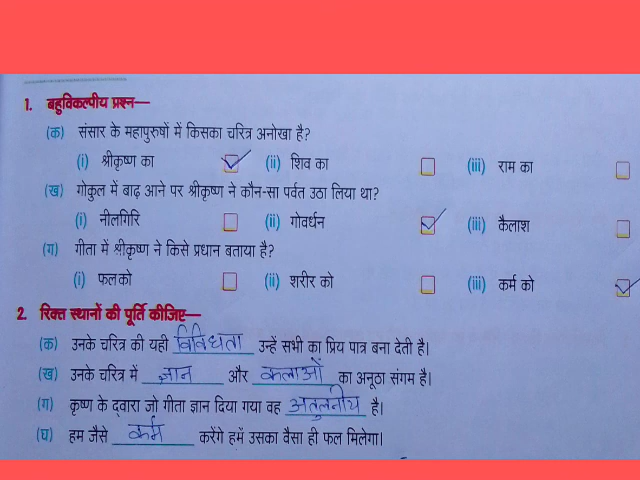 1. बहुविकल्पीय प्रश्न—
(क) संसार के महापुरुषों में किसका चरित्र अनोखा है?
(i) श्रीकृष्ण का (ii) शिव का (iii) राम का
(ख) गोकुल में बाढ़ आने पर श्रीकृष्ण ने कौन-सा पर्वत उठा लिया था?
(i) नीलगिरि (ii) गोवर्धन (iii) कैलाश
(ग) गीता में श्रीकृष्ण ने किसे प्रधान बताया है?
(i) फलको (ii) शरीर को (iii) कर्म को
2. रिक्त स्थानों की पूर्ति कीजिए—
(क) उनके चरित्र की यही विविधता उन्हें सभी का प्रिय पात्र बना देती है।
(ख) उनके चरित्र में ज्ञान और कलाओं का अनूठा संगम है।
(ग) कृष्ण के द्वारा जो गीता ज्ञान दिया गया वह अतुलनीय है।
(घ) हम जैसे कर्म करेंगे हमें उसका वैसा ही फल मिलेगा।